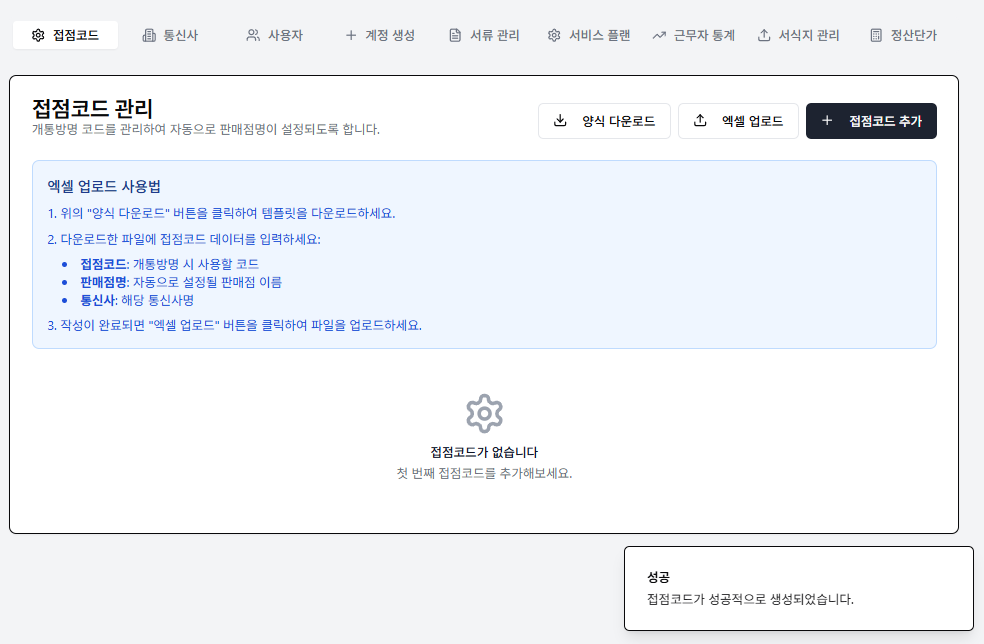 접점코드 통신사 사용자 계정 생성 서류 관리 서비스 플랜 근무자 통계 서식지 관리 정산단가
접점코드 관리
개통방명 코드를 관리하여 자동으로 판매점명이 설정되도록 합니다.
양식 다운로드 엑셀 업로드 접점코드 추가
엑셀 업로드 사용법
1. 위의 "양식 다운로드" 버튼을 클릭하여 템플릿을 다운로드하세요.
2. 다운로드한 파일에 접점코드 데이터를 입력하세요:
• 접점코드: 개통방명 시 사용할 코드
• 판매점명: 자동으로 설정될 판매점 이름
• 통신사: 해당 통신사명
3. 작성이 완료되면 "엑셀 업로드" 버튼을 클릭하여 파일을 업로드하세요.
접점코드가 없습니다
첫 번째 접점코드를 추가해보세요.
성공
접점코드가 성공적으로 생성되었습니다.